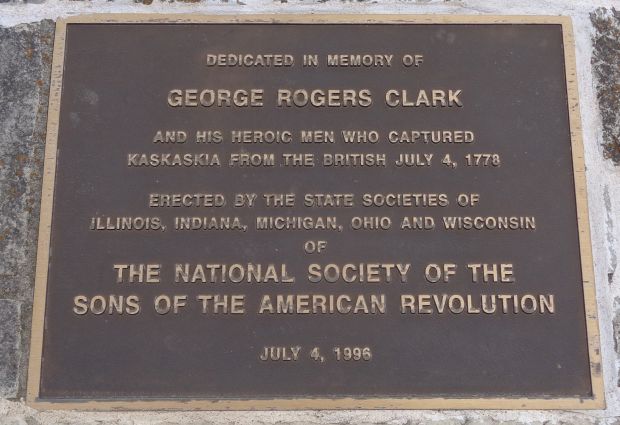 DEDICATED IN MEMORY OF
GEORGE ROGERS CLARK
AND HIS HEROIC MEN WHO CAPTURED
KASKASKIA FROM THE BRITISH JULY 4, 1778
ERECTED BY THE STATE SOCIETIES OF
ILLINOIS, INDIANA, MICHIGAN, OHIO AND WISCONSIN
OF
THE NATIONAL SOCIETY OF THE
SONS OF THE AMERICAN REVOLUTION
JULY 4, 1996